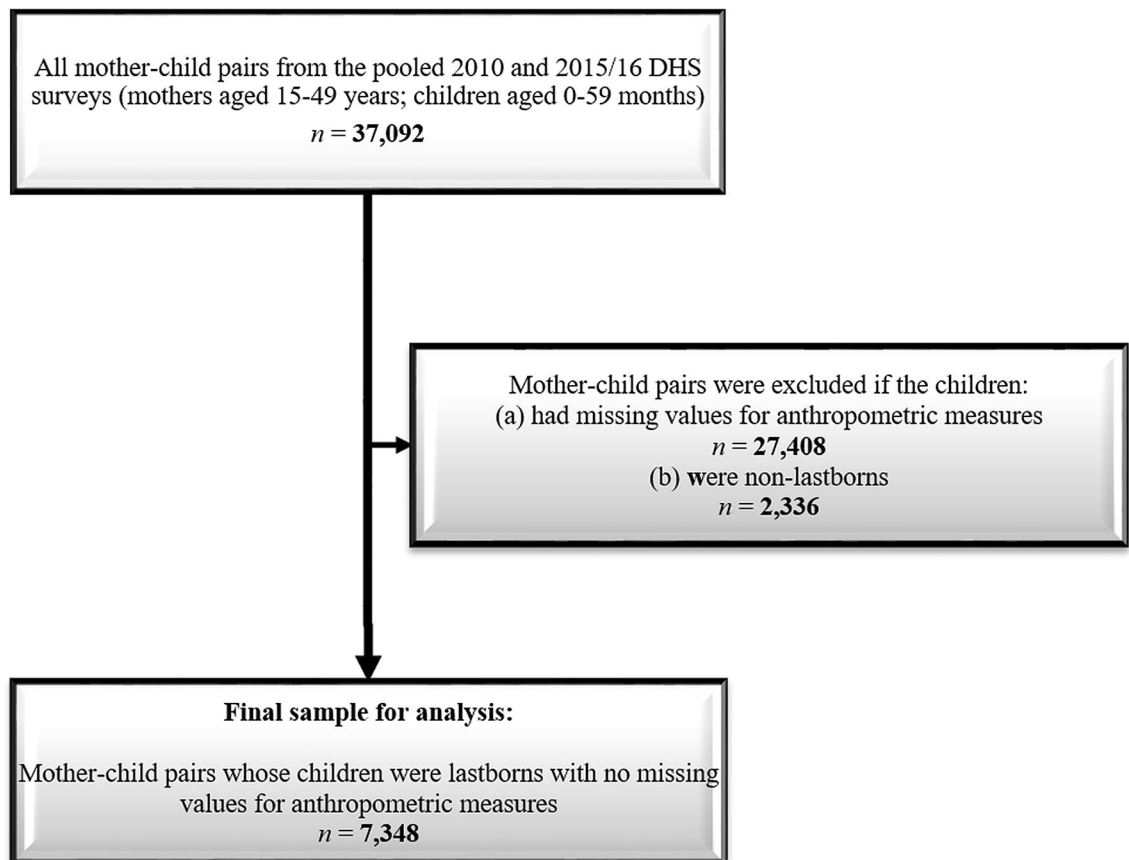 All mother-child pairs from the pooled 2010 and 2015/16 DHS
surveys (mothers aged 15-49 years; children aged 0-59 months)
n = 37,092
Mother-child pairs were excluded if the children:
(a) had missing values for anthropometric measures
n = 27,408
(b) were non-lastborns
n = 2,336
Final sample for analysis:
Mother-child pairs whose children were lastborns with no missing
values for anthropometric measures
n = 7,348